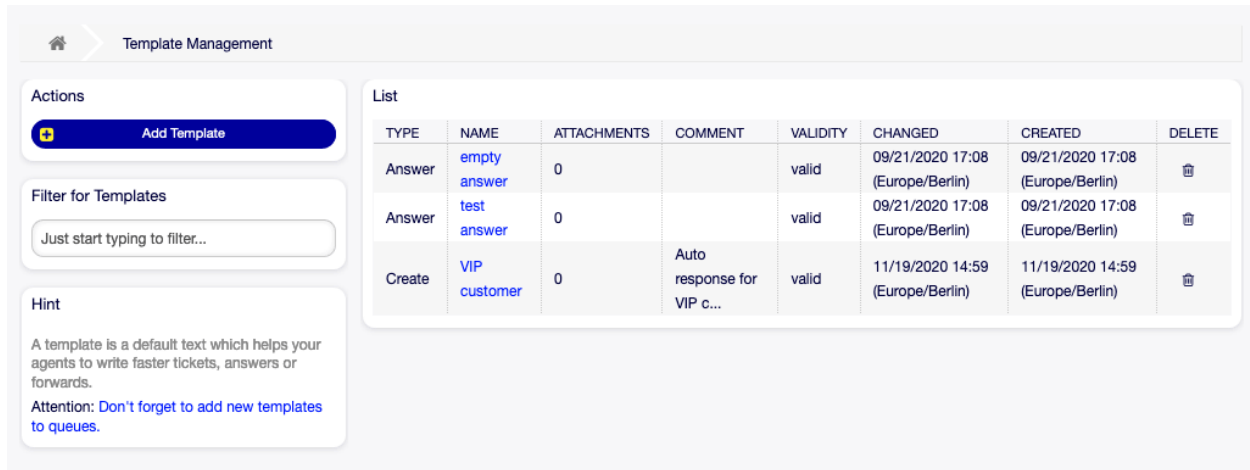 Template Management
Actions
Add Template
Filter for Templates
Just start typing to filter...
Hint
A template is a default text which helps your
agents to write faster tickets, answers or
forwards.
Attention: Don't forget to add new templates
to queues.
List
TYPE NAME ATTACHMENTS COMMENT VALIDITY CHANGED CREATED DELETE
empty 09/21/2020 17:08 09/21/2020 17:08
Answer 0 valid
answer (Europe/Berlin) (Europe/Berlin)
test 09/21/2020 17:08 09/21/2020 17:08
Answer 0 valid
answer (Europe/Berlin) (Europe/Berlin)
Auto
VIP 11/19/2020 14:59 11/19/2020 14:59
Create 0 response for valid
customer (Europe/Berlin) (Europe/Berlin)
VIP c...